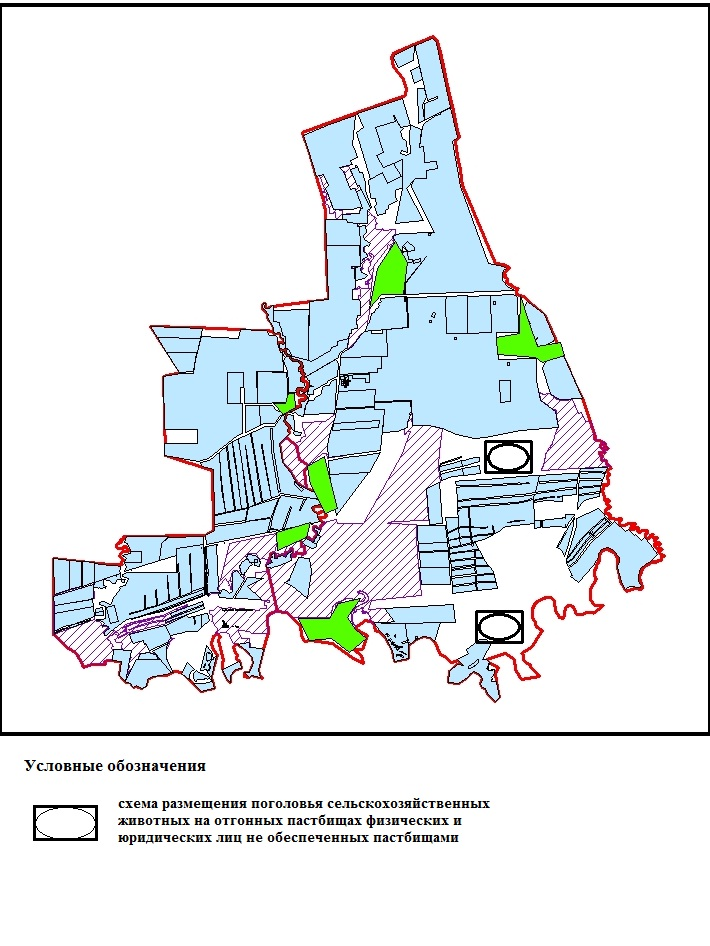 Условные обозначения
схема размещения поголовья сельскохозяйственных
животных на отгонных пастбищах физических и
юридических лиц не обеспеченных пастбищами